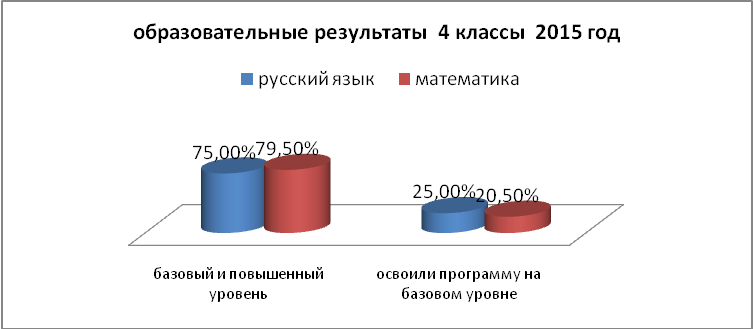 образовательные результаты 4 классы 2015 год
русский язык математика
75,00% 79,50%
25,00% 20,50%
базовый и повышенный
уровень
освоили программу на
базовом уровне